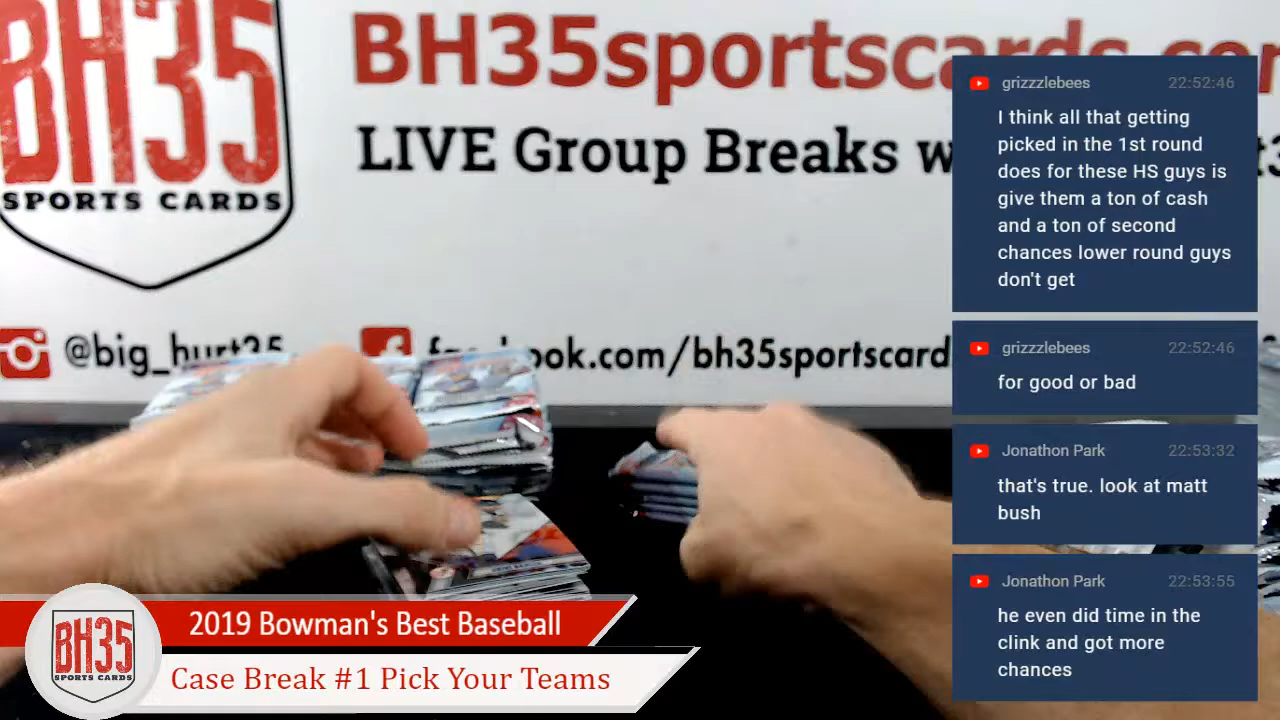 BH35
SPORTS CARDS
BH35sportscards.com
LIVE Group Breaks
@big_hurt35
facebook.com/bh35sportscard
grizzzlebees 22:52:46
I think all that getting
picked in the 1st round
does for these HS guys is
give them a ton of cash
and a ton of second
chances lower round guys
don't get
grizzzlebees 22:52:46
for good or bad
Jonathon Park 22:53:32
that's true. look at matt
bush
Jonathon Park 22:53:55
he even did time in the
clink and got more
chances
BH35
SPORTS CARDS
2019 Bowman's Best Baseball
Case Break #1 Pick Your Teams